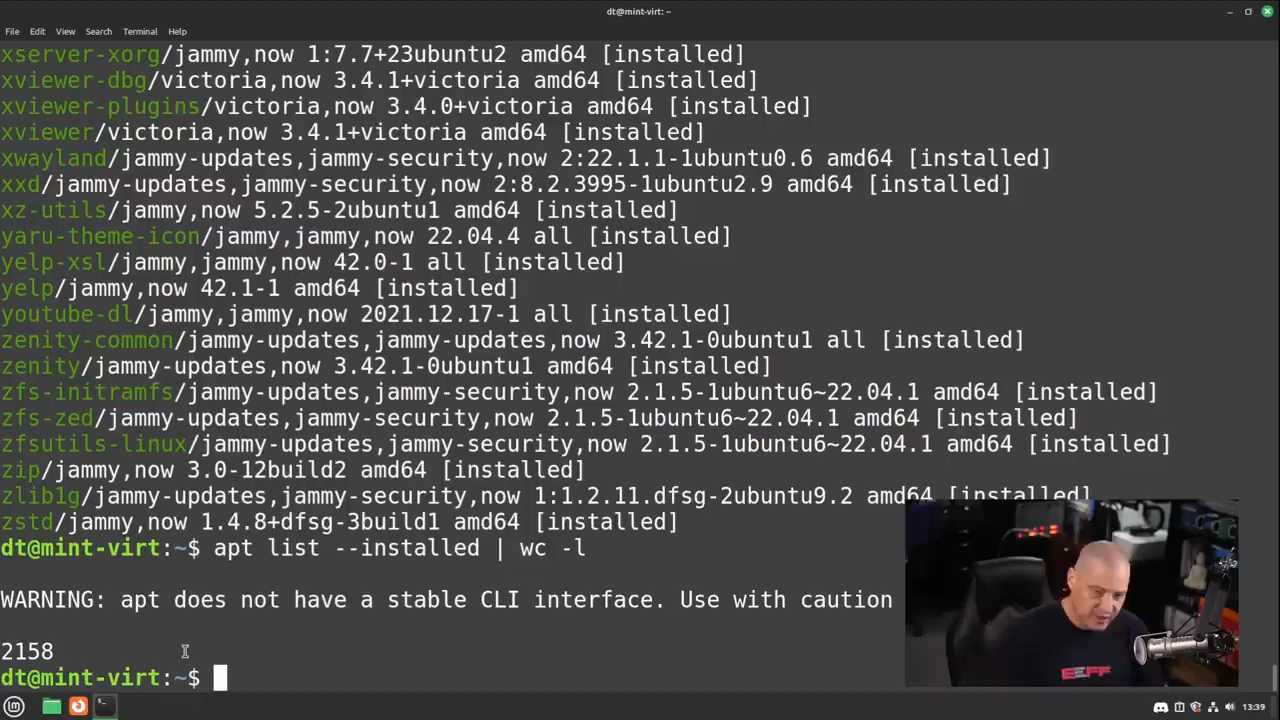 dt@mint-virt: ~
File Edit View Search Terminal Help
xserver-xorg/jammy,now 1:7.7+23ubuntu2 amd64 [installed]
xviewer-dbg/victoria,now 3.4.1+victoria amd64 [installed]
xviewer-plugins/victoria,now 3.4.0+victoria amd64 [installed]
xviewer/victoria,now 3.4.1+victoria amd64 [installed]
xwayland/jammy-updates,jammy-security,now 2:22.1.1-1ubuntu0.6 amd64 [installed]
xxd/jammy-updates,jammy-security,now 2:8.2.3995-1ubuntu2.9 amd64 [installed]
xz-utils/jammy,now 5.2.5-2ubuntu1 amd64 [installed]
yaru-theme-icon/jammy,jammy,now 22.04.4 all [installed]
yelp-xsl/jammy,jammy,now 42.0-1 all [installed]
yelp/jammy,now 42.1-1 amd64 [installed]
youtube-dl/jammy,jammy,now 2021.12.17-1 all [installed]
zenity-common/jammy-updates,jammy-updates,now 3.42.1-0ubuntu1 all [installed]
zenity/jammy-updates,now 3.42.1-0ubuntu1 amd64 [installed]
zfs-initramfs/jammy-updates,jammy-security,now 2.1.5-1ubuntu6~22.04.1 amd64 [installed]
zfs-zed/jammy-updates,jammy-security,now 2.1.5-1ubuntu6~22.04.1 amd64 [installed]
zfsutils-linux/jammy-updates,jammy-security,now 2.1.5-1ubuntu6~22.04.1 amd64 [installed]
zip/jammy,now 3.0-12build2 amd64 [installed]
zlib1g/jammy-updates,jammy-security,now 1:1.2.11.dfsg-2ubuntu9.2 amd64 [installed]
zstd/jammy,now 1.4.8+dfsg-3build1 amd64 [installed]
dt@mint-virt:~$ apt list --installed | wc -l
WARNING: apt does not have a stable CLI interface. Use with caution
2158
dt@mint-virt:~$
13:39